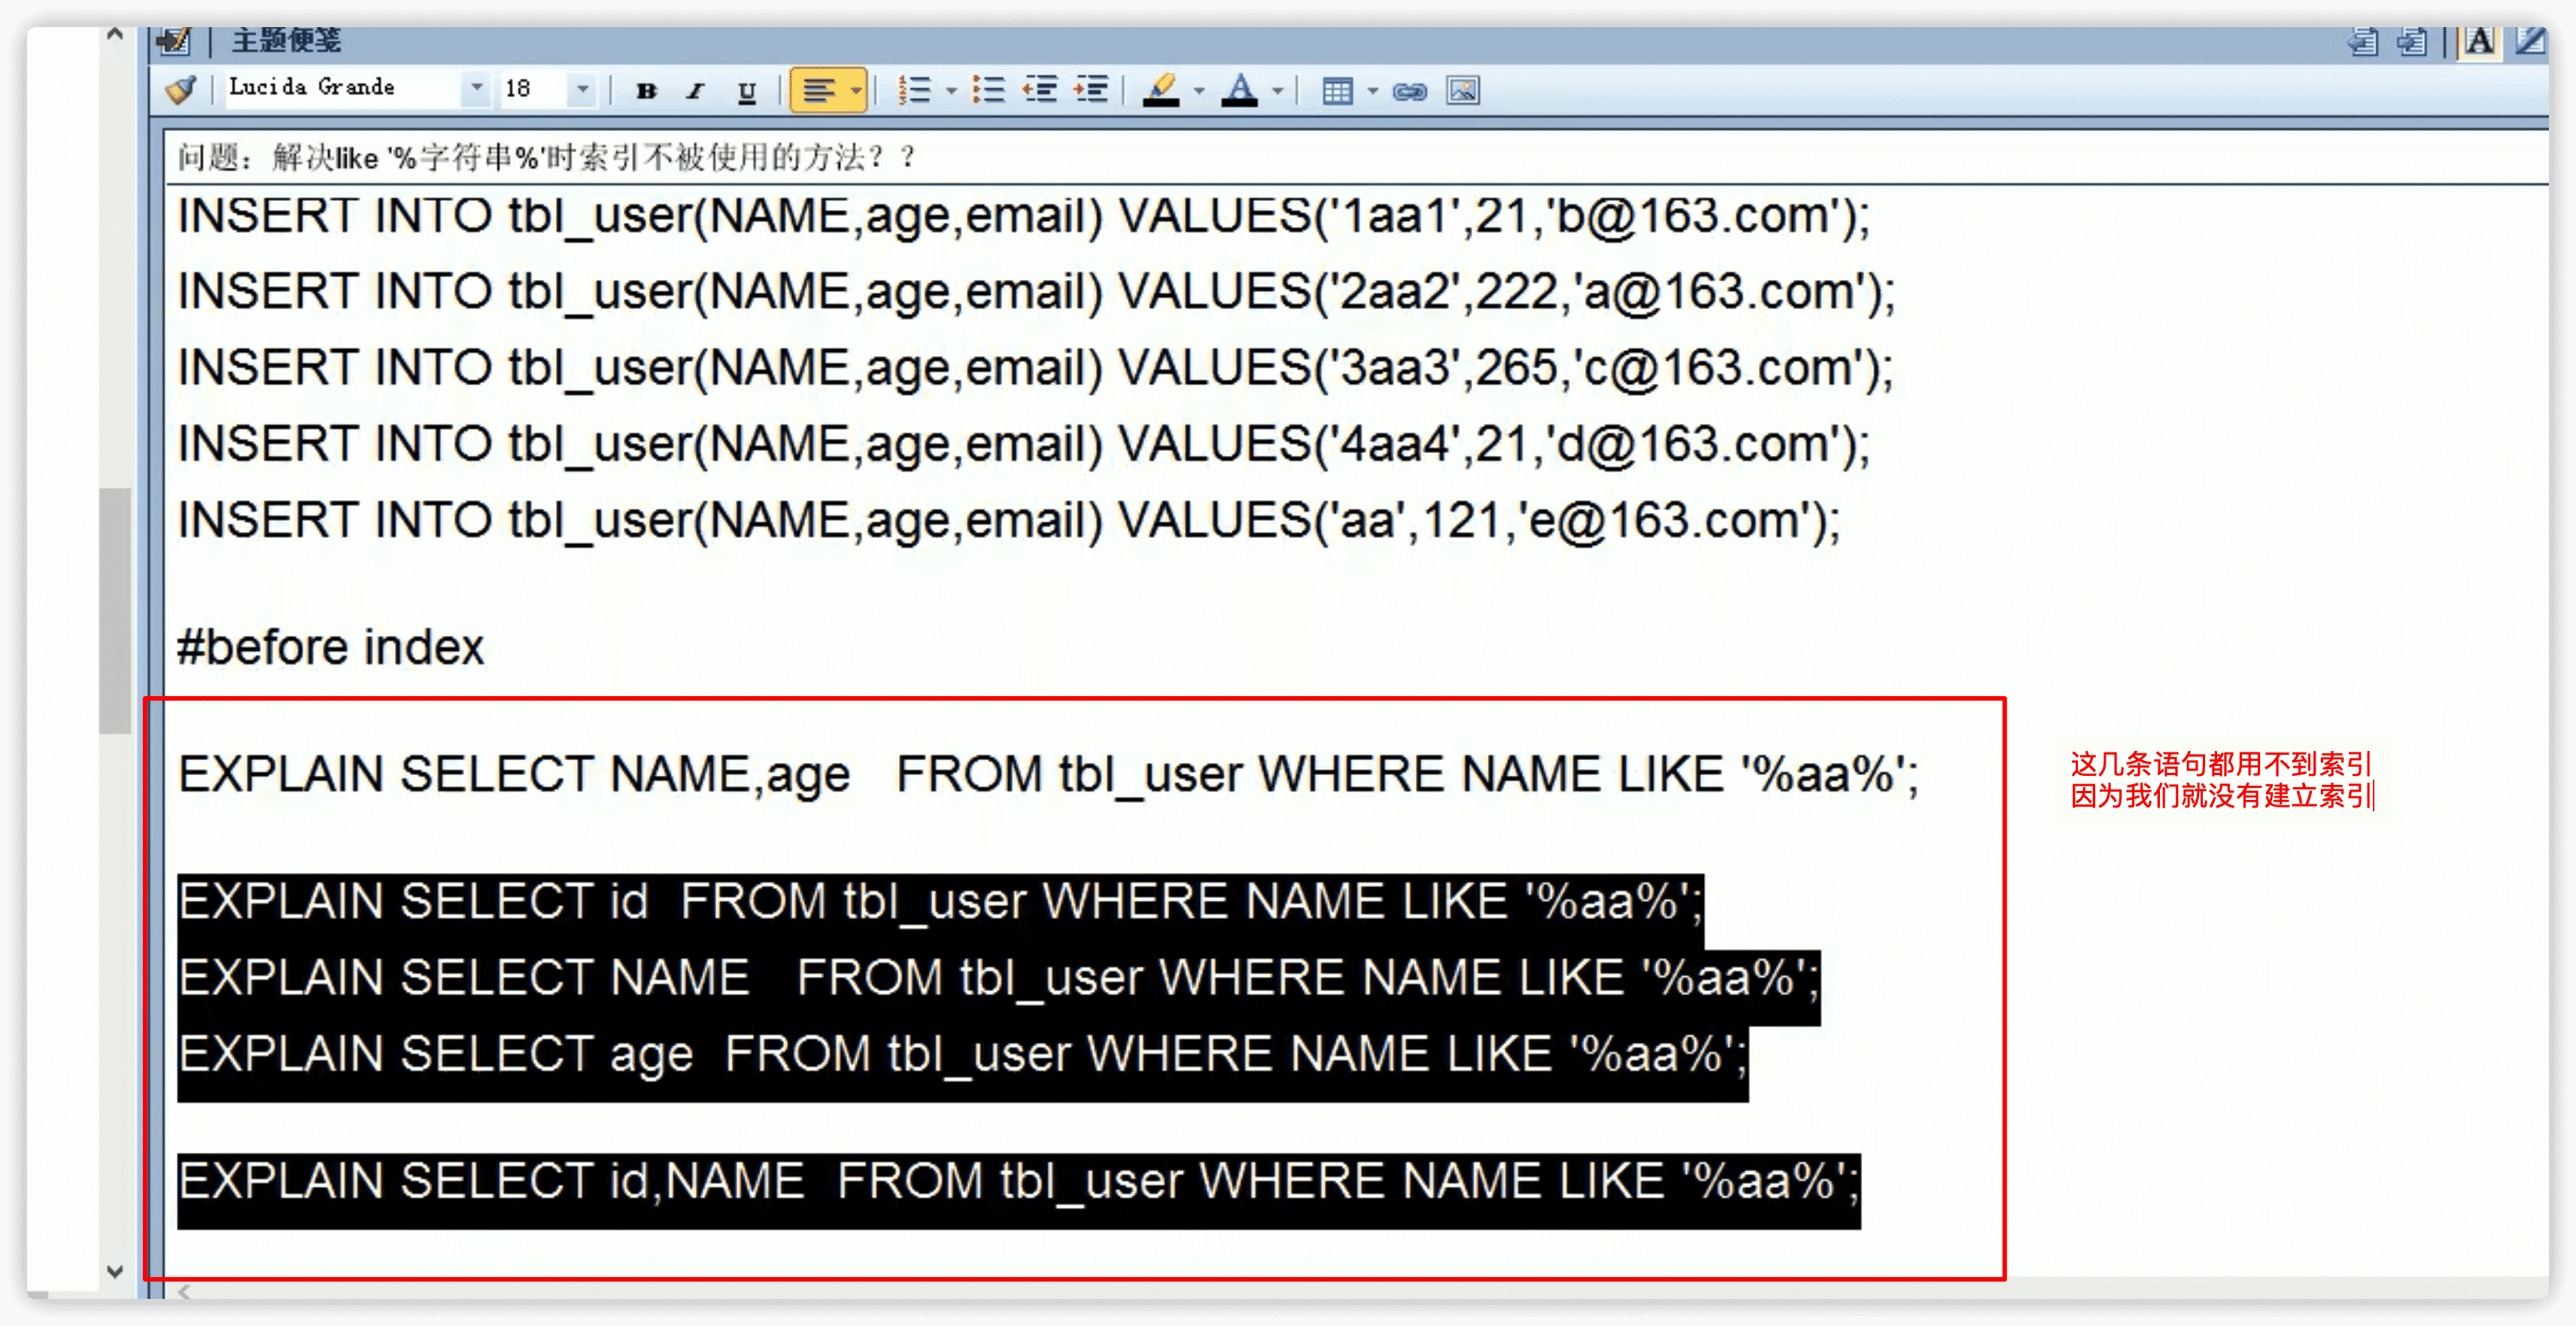 主题便笺
Lucida Grande 18 B I U A A
问题：解决like '%字符串%'时索引不被使用的方法？？
INSERT INTO tbl_user(NAME,age,email) VALUES('1aa1',21,'b@163.com');
INSERT INTO tbl_user(NAME,age,email) VALUES('2aa2',222,'a@163.com');
INSERT INTO tbl_user(NAME,age,email) VALUES('3aa3',265,'c@163.com');
INSERT INTO tbl_user(NAME,age,email) VALUES('4aa4',21,'d@163.com');
INSERT INTO tbl_user(NAME,age,email) VALUES('aa',121,'e@163.com');
#before index
EXPLAIN SELECT NAME,age   FROM tbl_user WHERE NAME LIKE '%aa%';
这几条语句都用不到索引
因为我们就没有建立索引
EXPLAIN SELECT id  FROM tbl_user WHERE NAME LIKE '%aa%';
EXPLAIN SELECT NAME   FROM tbl_user WHERE NAME LIKE '%aa%';
EXPLAIN SELECT age  FROM tbl_user WHERE NAME LIKE '%aa%';
EXPLAIN SELECT id,NAME  FROM tbl_user WHERE NAME LIKE '%aa%';